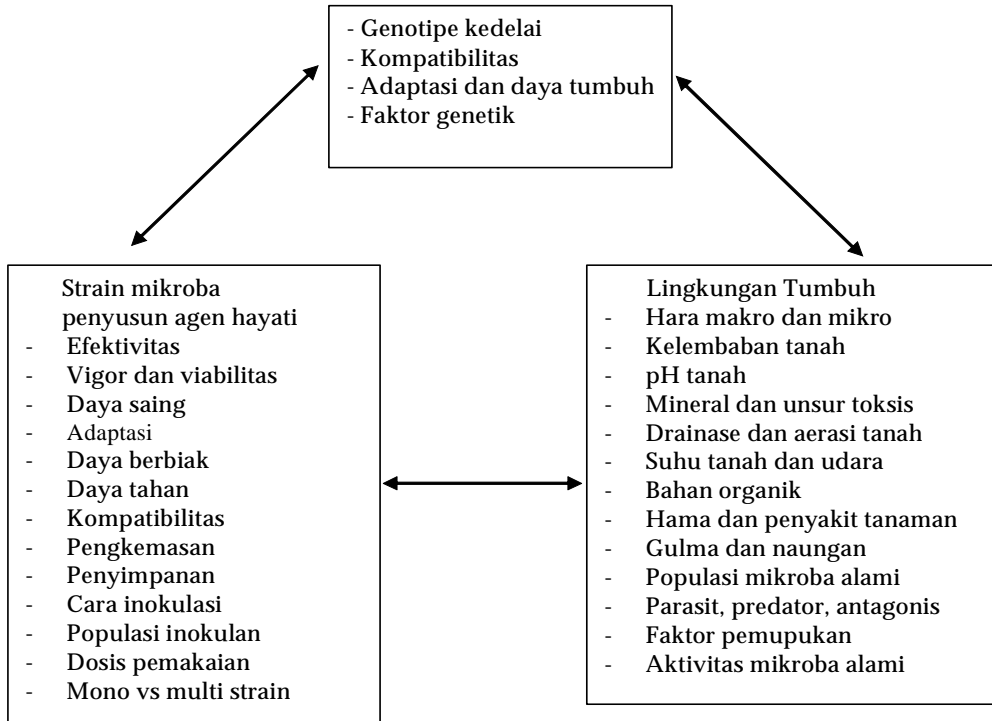 - Genotipe kedelai
- Kompatibilitas
- Adaptasi dan daya tumbuh
- Faktor genetik
Strain mikroba
penyusun agen hayati
- Efektivitas
- Vigor dan viabilitas
- Daya saing
- Adaptasi
- Daya berbiak
- Daya tahan
- Kompatibilitas
- Pengkemasan
- Penyimpanan
- Cara inokulasi
- Populasi inokulan
- Dosis pemakaian
- Mono vs multi strain
Lingkungan Tumbuh
- Hara makro dan mikro
- Kelembaban tanah
- pH tanah
- Mineral dan unsur toksis
- Drainase dan aerasi tanah
- Suhu tanah dan udara
- Bahan organik
- Hama dan penyakit tanaman
- Gulma dan naungan
- Populasi mikroba alami
- Parasit, predator, antagonis
- Faktor pemupukan
- Aktivitas mikroba alami